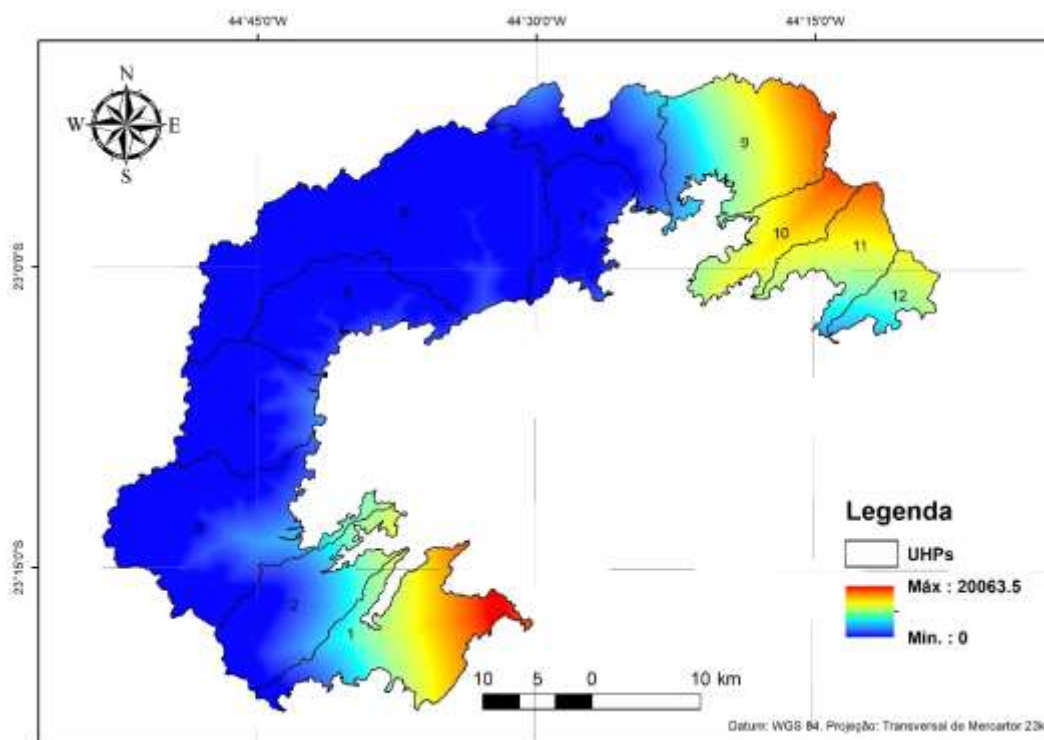 44°45'0"W 44°30'0"W 44°15'0"W
N
W E
S
9
10
11
12
23°0'0"S
23°15'0"S
2
1
Legenda
UHPs
Máx : 20063.5
Min. : 0
10 5 0 10 km
Datum: WGS 84. Projeção: Transversal de Mercartor 23k